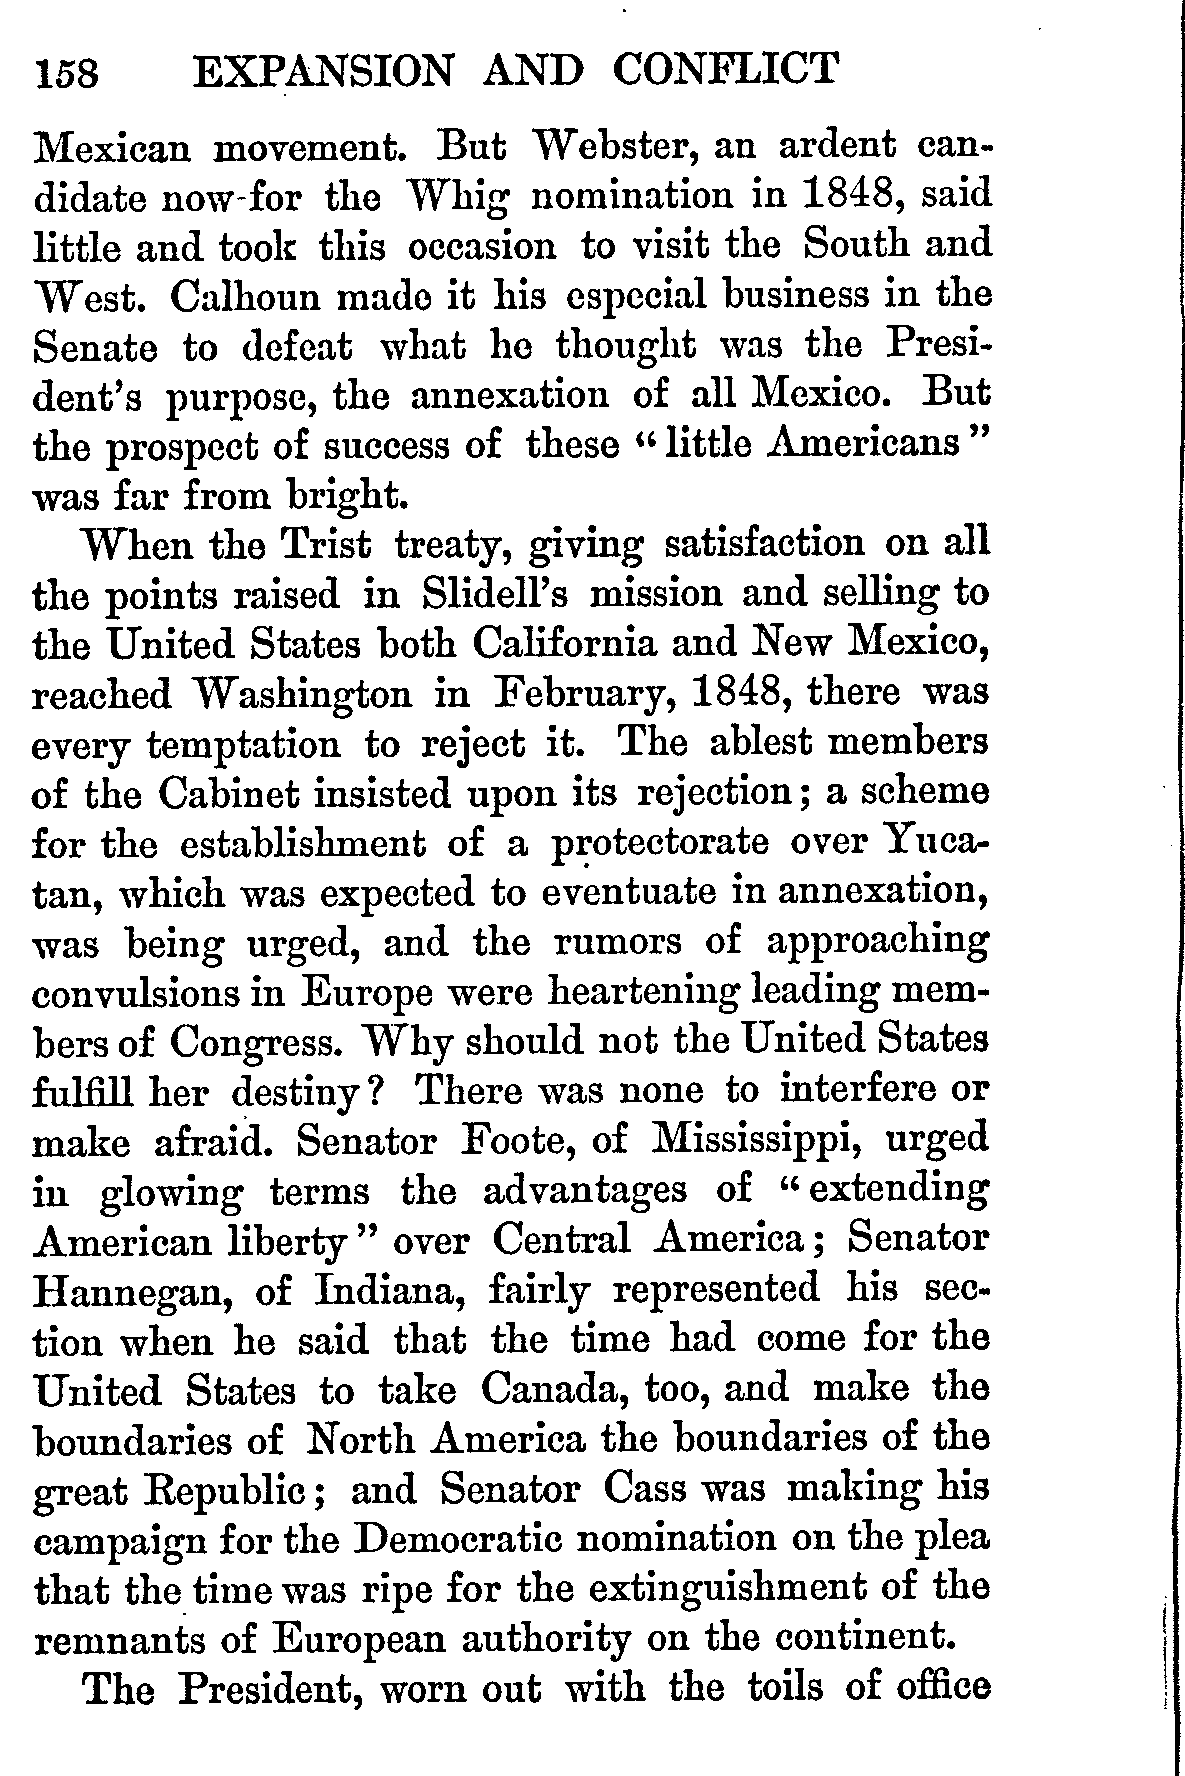 158 EXPANSION AND CONFLICT
Mexican movement. But Webster, an ardent can-
didate now-for the Whig nomination in 1848, said
little and took this occasion to visit the South and
West. Calhoun made it his especial business in the
Senate to defeat what he thought was the Presi-
dent's purpose, the annexation of all Mexico. But
the prospect of success of these “little Americans”
was far from bright.
When the Trist treaty, giving satisfaction on all
the points raised in Slidell's mission and selling to
the United States both California and New Mexico,
reached Washington in February, 1848, there was
every temptation to reject it. The ablest members
of the Cabinet insisted upon its rejection; a scheme
for the establishment of a protectorate over Yuca-
tan, which was expected to eventuate in annexation,
was being urged, and the rumors of approaching
convulsions in Europe were heartening leading mem-
bers of Congress. Why should not the United States
fulfill her destiny? There was none to interfere or
make afraid. Senator Foote, of Mississippi, urged
in glowing terms the advantages of “extending
American liberty” over Central America; Senator
Hannegan, of Indiana, fairly represented his sec-
tion when he said that the time had come for the
United States to take Canada, too, and make the
boundaries of North America the boundaries of the
great Republic; and Senator Cass was making his
campaign for the Democratic nomination on the plea
that the time was ripe for the extinguishment of the
remnants of European authority on the continent.
The President, worn out with the toils of office